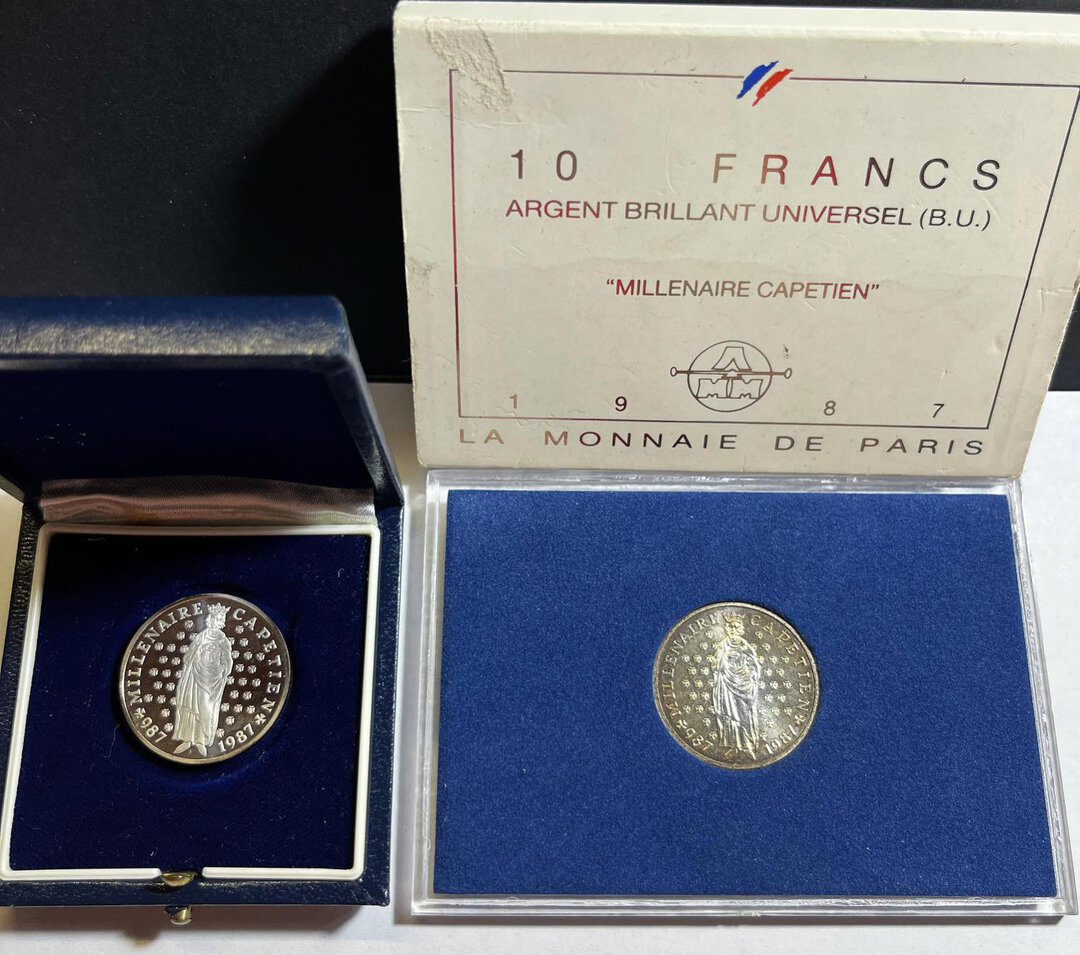 10 FRANCS
ARGENT BRILLANT UNIVERSEL (B.U.)
"MILLENAIRE CAPETIEN"
1 9 8 7
LA MONNAIE DE PARIS
MILLENAIRE CAPETIEN
987 1987
MILLENAIRE CAPETIEN
987 1987